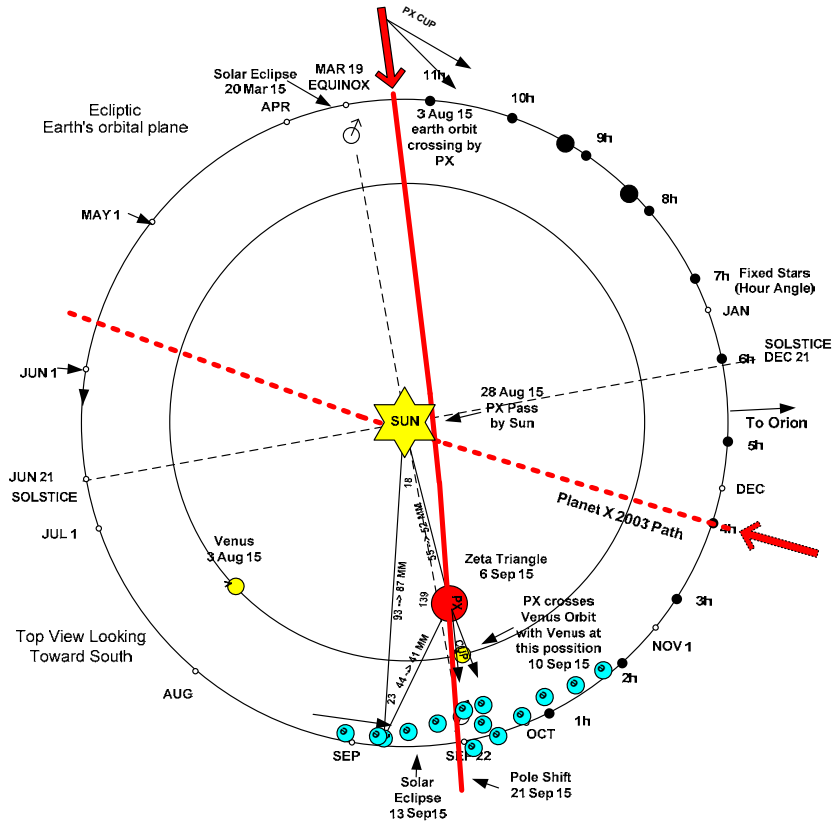 PX CUP
Solar Eclipse
20 Mar 15
MAR 19
EQUINOX
APR
11h
3 Aug 15
earth orbit
crossing by
PX
10h
9h
8h
Ecliptic
Earth's orbital plane
MAY 1
7h
Fixed Stars
(Hour Angle)
JAN
SOLSTICE
DEC 21
6h
JUN 1
SUN
28 Aug 15
PX Pass
by Sun
To Orion
5h
JUN 21
SOLSTICE
18
DEC
Planet X 2003 Path
4h
JUL 1
55 --> 52 MM
Venus
3 Aug 15
Zeta Triangle
6 Sep 15
93 --> 87 MM
139
PX
3h
PX crosses
Venus Orbit
with Venus at
this possition
10 Sep 15
NOV 1
Top View Looking
Toward South
CUP
44 --> 41 MM
2h
AUG
23
1h
OCT
SEP
SEP 22
Solar
Eclipse
13 Sep15
Pole Shift
21 Sep 15